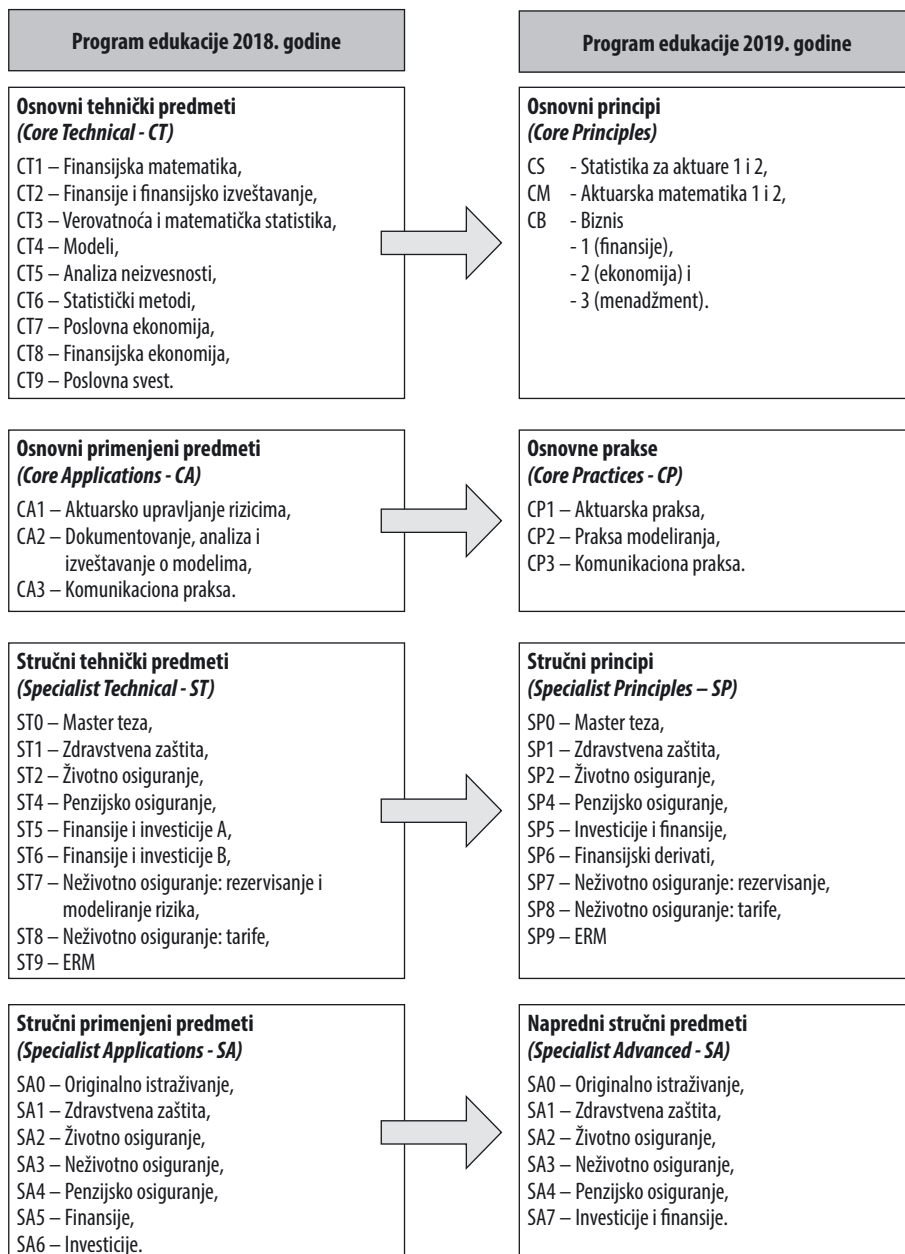 Program edukacije 2018. godine
Osnovni tehnički predmeti
(Core Technical - CT)
CT1 – Finansijska matematika,
CT2 – Finansije i finansijsko izveštavanje,
CT3 – Verovatnoća i matematička statistika,
CT4 – Modeli,
CT5 – Analiza neizvesnosti,
CT6 – Statistički metodi,
CT7 – Poslovna ekonomija,
CT8 – Finansijska ekonomija,
CT9 – Poslovna svest.
Program edukacije 2019. godine
Osnovni principi
(Core Principles)
CS - Statistika za aktuare 1 i 2,
CM - Aktuarska matematika 1 i 2,
CB - Biznis
- 1 (finansije),
- 2 (ekonomija) i
- 3 (menadžment).
Osnovni primenjeni predmeti
(Core Applications - CA)
CA1 – Aktuarsko upravljanje rizicima,
CA2 – Dokumentovanje, analiza i
izveštavanje o modelima,
CA3 – Komunikaciona praksa.
Osnovne prakse
(Core Practices - CP)
CP1 – Aktuarska praksa,
CP2 – Praksa modeliranja,
CP3 – Komunikaciona praksa.
Stručni tehnički predmeti
(Specialist Technical - ST)
ST0 – Master teza,
ST1 – Zdravstvena zaštita,
ST2 – Životno osiguranje,
ST4 – Penzijsko osiguranje,
ST5 – Finansije i investicije A,
ST6 – Finansije i investicije B,
ST7 – Neživotno osiguranje: rezervisanje i
modeliranje rizika,
ST8 – Neživotno osiguranje: tarife,
ST9 – ERM
Stručni principi
(Specialist Principles – SP)
SP0 – Master teza,
SP1 – Zdravstvena zaštita,
SP2 – Životno osiguranje,
SP4 – Penzijsko osiguranje,
SP5 – Investicije i finansije,
SP6 – Finansijski derivati,
SP7 – Neživotno osiguranje: rezervisanje,
SP8 – Neživotno osiguranje: tarife,
SP9 – ERM
Stručni primenjeni predmeti
(Specialist Applications - SA)
SA0 – Originalno istraživanje,
SA1 – Zdravstvena zaštita,
SA2 – Životno osiguranje,
SA3 – Neživotno osiguranje,
SA4 – Penzijsko osiguranje,
SA5 – Finansije,
SA6 – Investicije.
Napredni stručni predmeti
(Specialist Advanced - SA)
SA0 – Originalno istraživanje,
SA1 – Zdravstvena zaštita,
SA2 – Životno osiguranje,
SA3 – Neživotno osiguranje,
SA4 – Penzijsko osiguranje,
SA7 – Investicije i finansije.